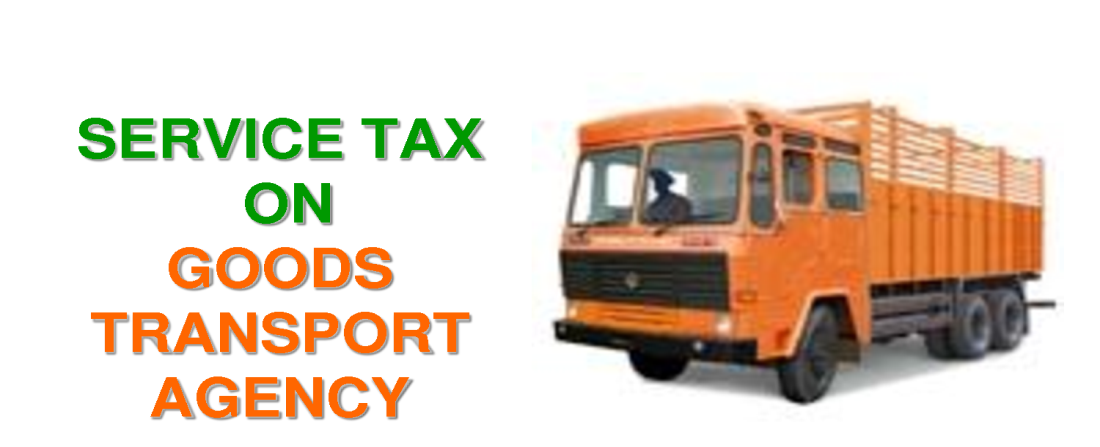 SERVICE TAX
ON
GOODS
TRANSPORT
AGENCY